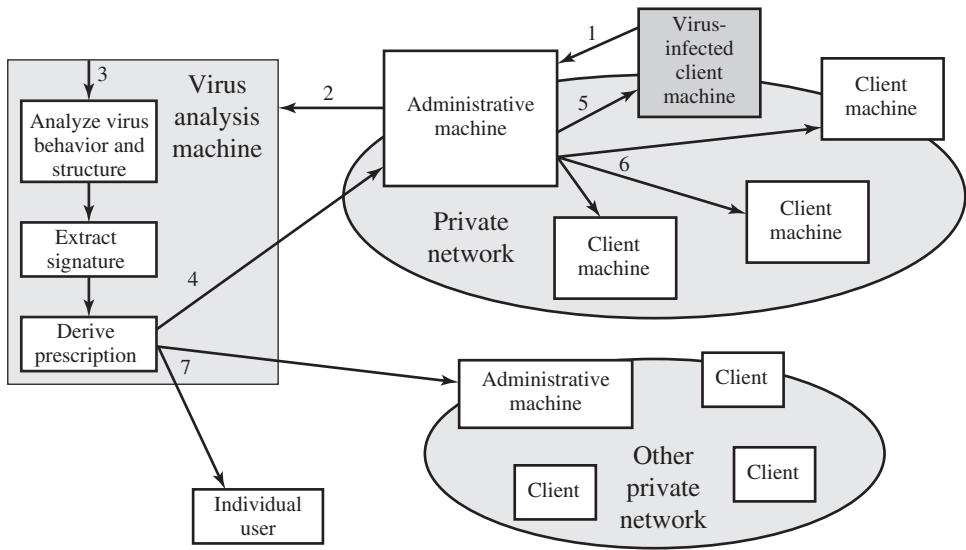 Virus
analysis
machine
3
Analyze virus
behavior and
structure
Extract
signature
Derive
prescription
2
4
7
Administrative
machine
1
Virus-
infected
client
machine
5
6
Client
machine
Client
machine
Client
machine
Private
network
Administrative
machine
Client
Client
Client
Other
private
network
Individual
user